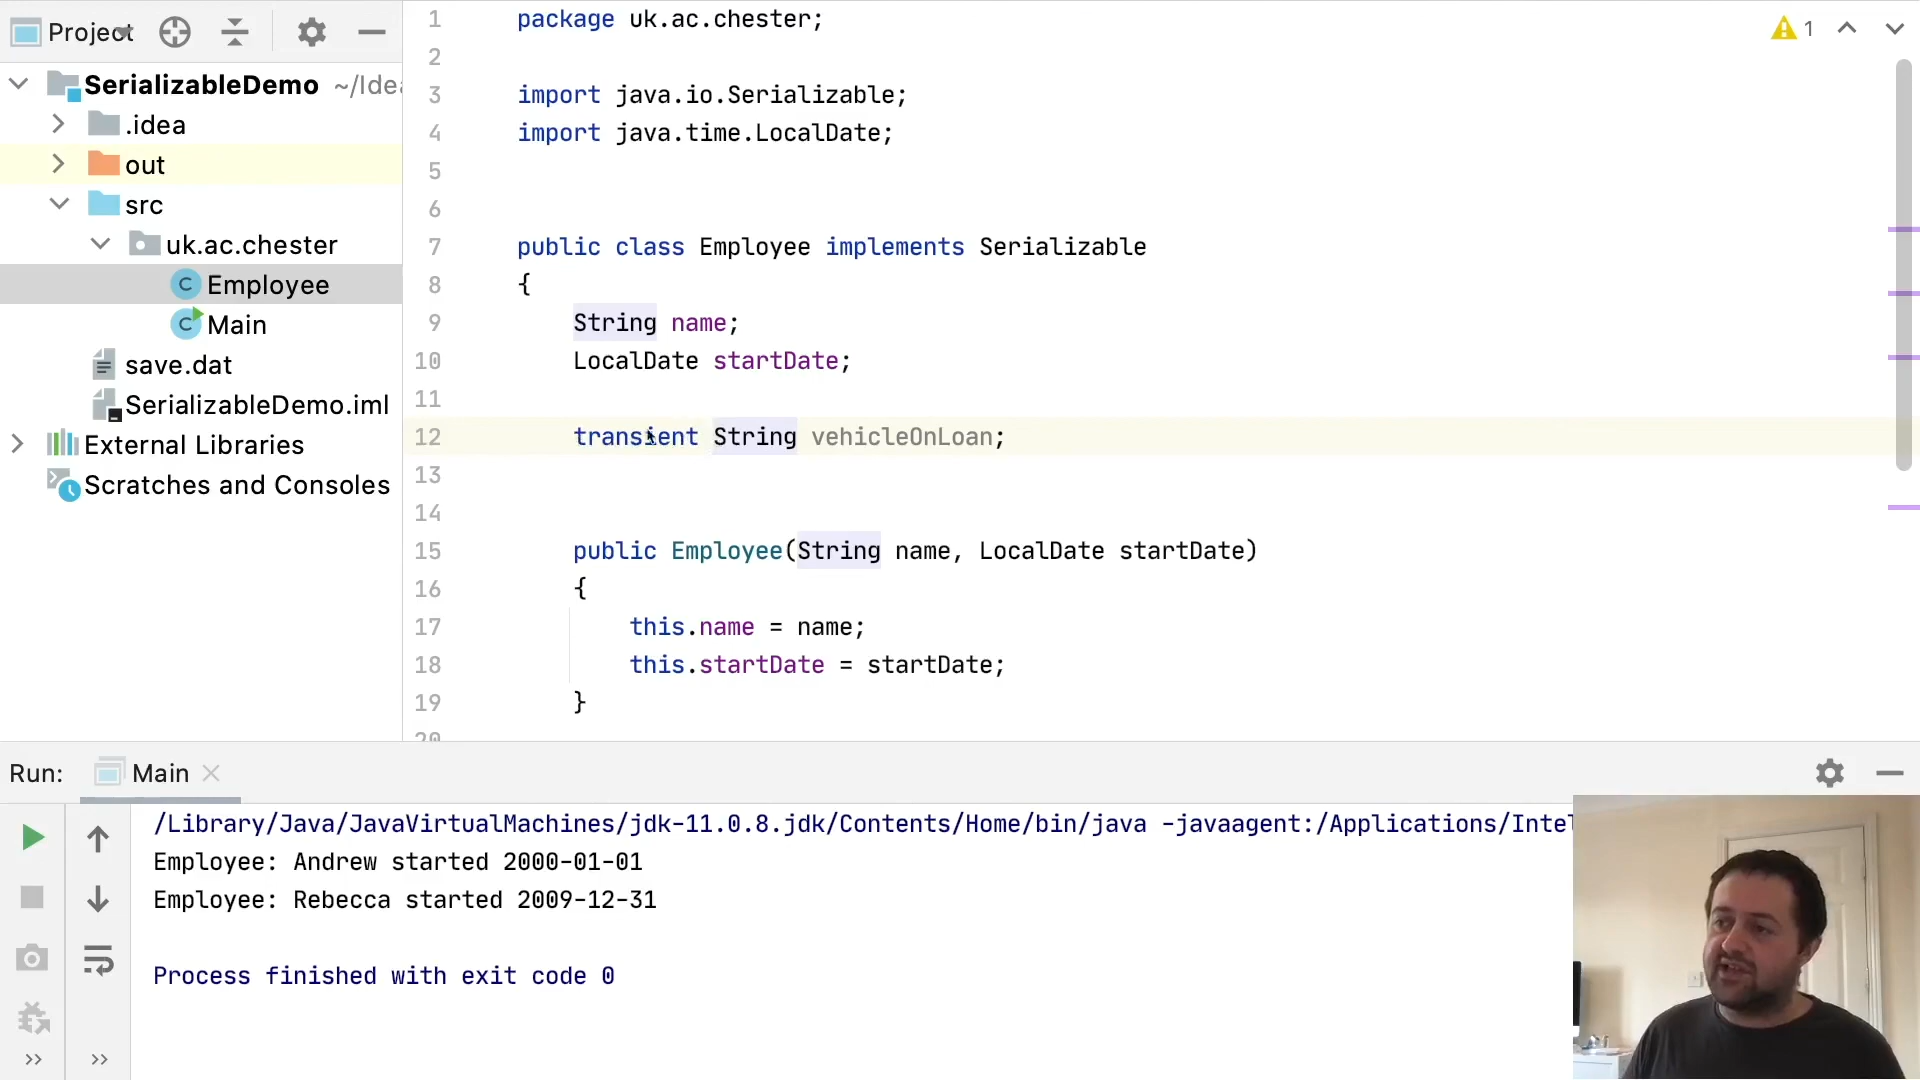 Project
SerializableDemo ~/Idea
.idea
out
src
uk.ac.chester
Employee
Main
save.dat
SerializableDemo.iml
External Libraries
Scratches and Consoles
1
1 package uk.ac.chester;
2
3 import java.io.Serializable;
4 import java.time.LocalDate;
5
6
7 public class Employee implements Serializable
8 {
9 String name;
10 LocalDate startDate;
11
12 transient String vehicleOnLoan;
13
14
15 public Employee(String name, LocalDate startDate)
16 {
17 this.name = name;
18 this.startDate = startDate;
19 }
20
Run: Main
/Library/Java/JavaVirtualMachines/jdk-11.0.8.jdk/Contents/Home/bin/java -javaagent:/Applications/Intel
Employee: Andrew started 2000-01-01
Employee: Rebecca started 2009-12-31
Process finished with exit code 0